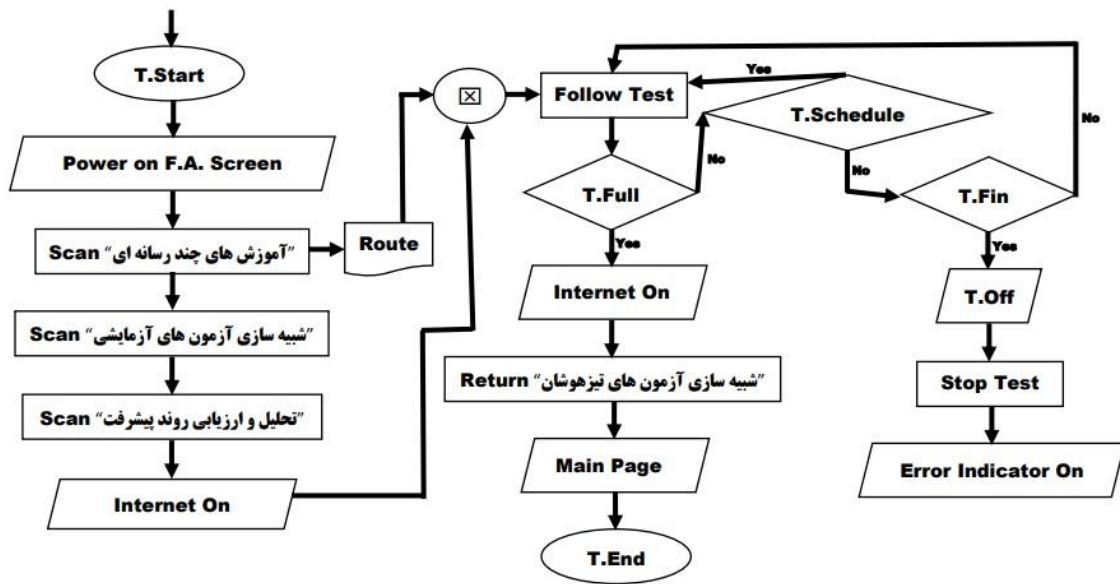 T.Start
Power on F.A. Screen
Scan "آموزش های چند رسانه ای"
Route
Scan "شبیه سازی آزمون های آزمایشی"
Scan "تحلیل و ارزیابی روند پیشرفت"
Internet On
Follow Test
Yes
T.Schedule
No
No
No
T.Full
T.Fin
Yes
Yes
Internet On
T.Off
Return "شبیه سازی آزمون های تیزهوشان"
Stop Test
Main Page
Error Indicator On
T.End